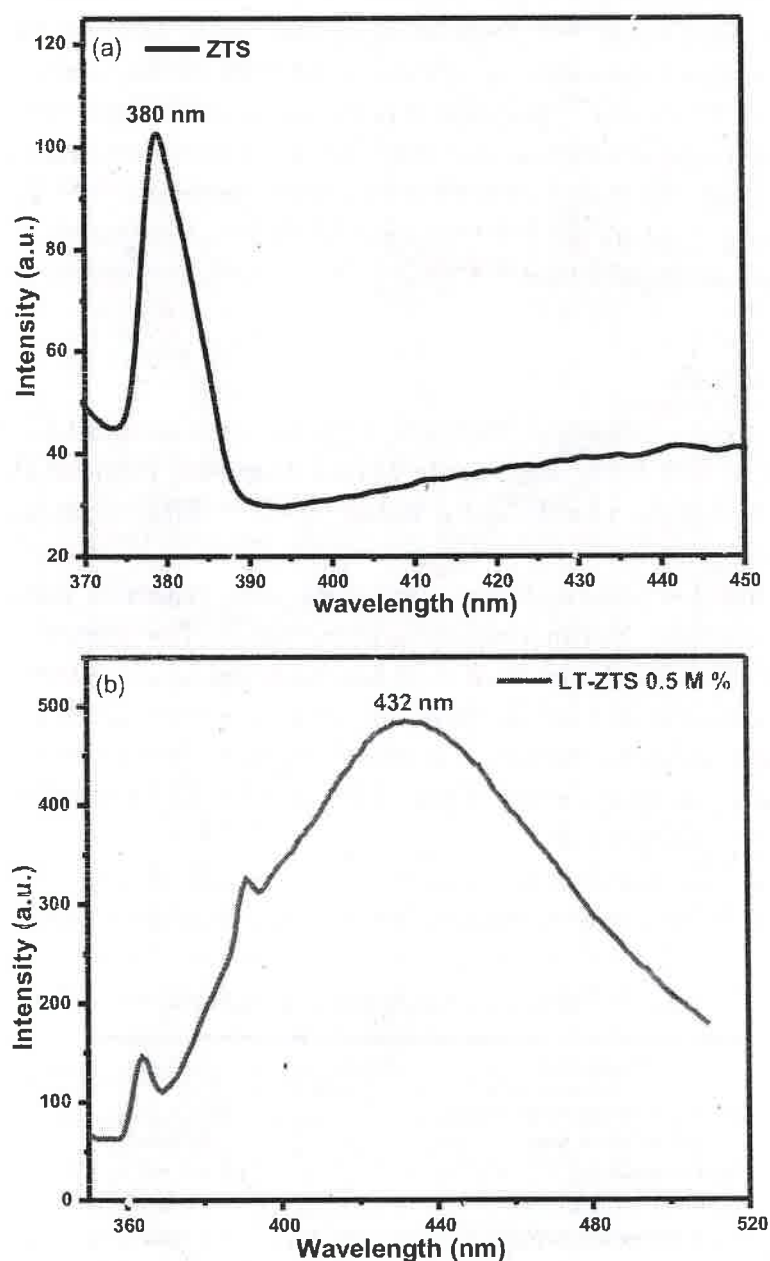 (a) ZTS
380 nm
120
100
80
60
40
20
Intensity (a.u.)
370 380 390 400 410 420 430 440 450
wavelength (nm)
(b) LT-ZTS 0.5 M %
432 nm
500
400
300
200
100
0
Intensity (a.u.)
360 400 440 480 520
Wavelength (nm)